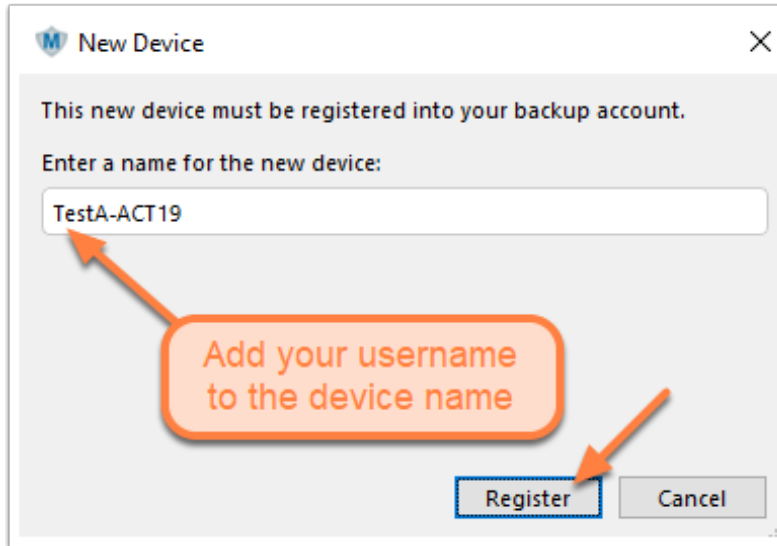 M New Device
This new device must be registered into your backup account.
Enter a name for the new device:
TestA-ACT19
Add your username
to the device name
Register Cancel